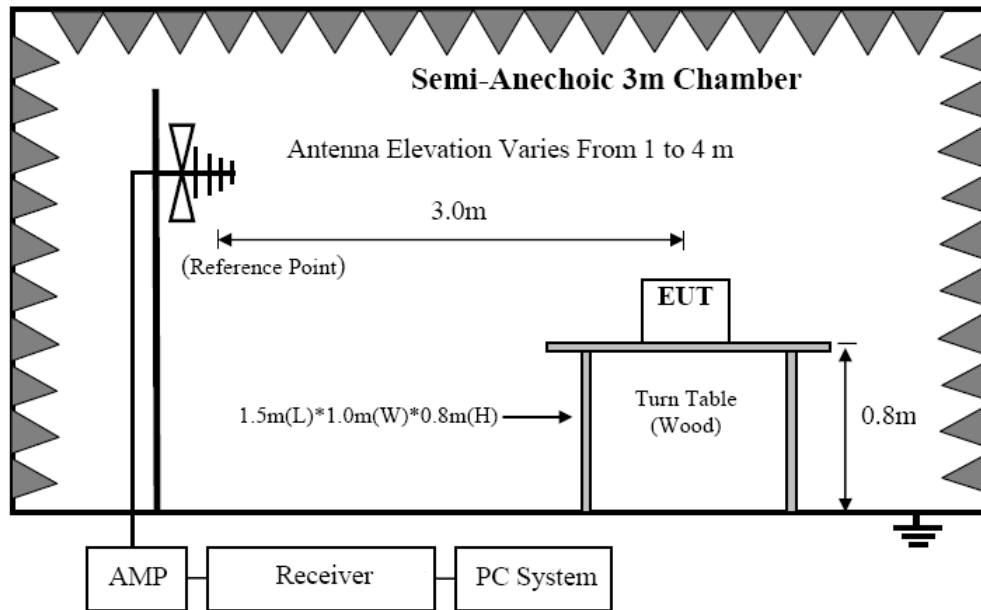 Semi-Anechoic 3m Chamber
Antenna Elevation Varies From 1 to 4 m
3.0m
(Reference Point)
EUT
1.5m(L)*1.0m(W)*0.8m(H)
Turn Table
(Wood)
0.8m
AMP
Receiver
PC System